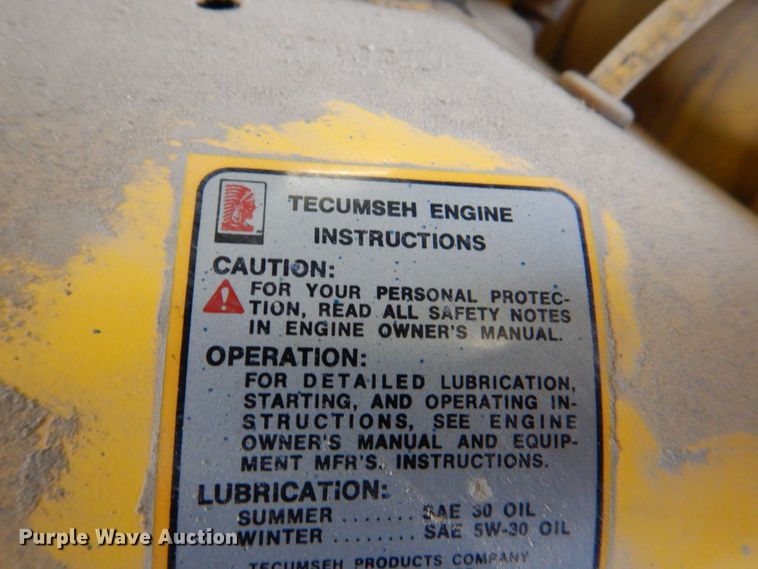 TECUMSEH ENGINE
INSTRUCTIONS
CAUTION:
FOR YOUR PERSONAL PROTEC-
TION, READ ALL SAFETY NOTES
IN ENGINE OWNER'S MANUAL.
OPERATION:
FOR DETAILED LUBRICATION,
STARTING, AND OPERATING IN-
STRUCTIONS, SEE ENGINE
OWNER'S MANUAL AND EQUIP-
MENT MFR'S. INSTRUCTIONS.
LUBRICATION:
SUMMER ....... SAE 30 OIL
WINTER ....... SAE 5W-30 OIL
TECUMSEH PRODUCTS COMPANY
Purple Wave Auction